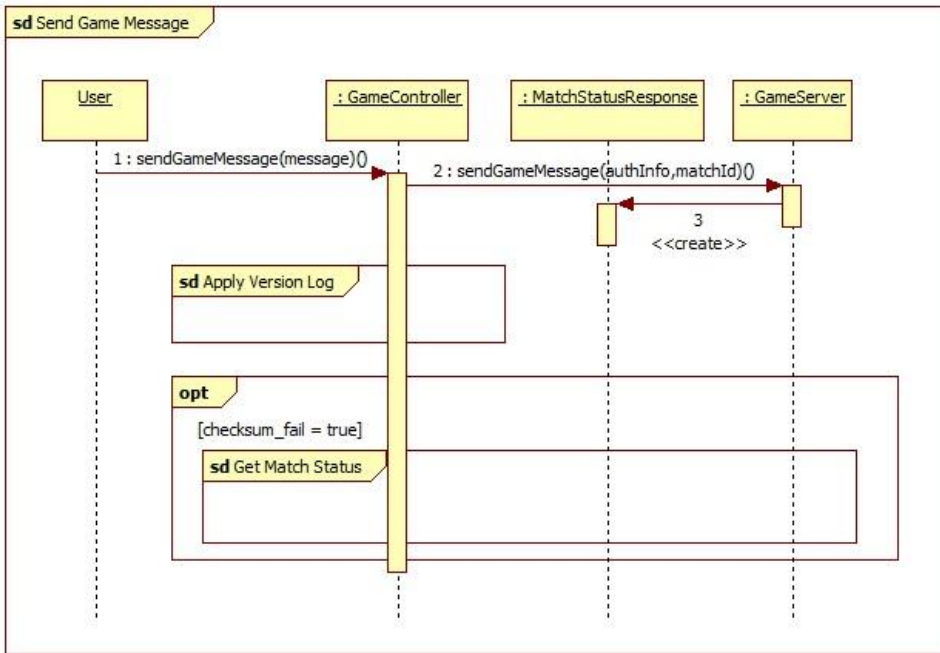 sd Send Game Message
User
: GameController
: MatchStatusResponse
: GameServer
1 : sendGameMessage(message)()
2 : sendGameMessage(authInfo,matchId)()
3
<<create>>
sd Apply Version Log
opt
[checksum_fail = true]
sd Get Match Status